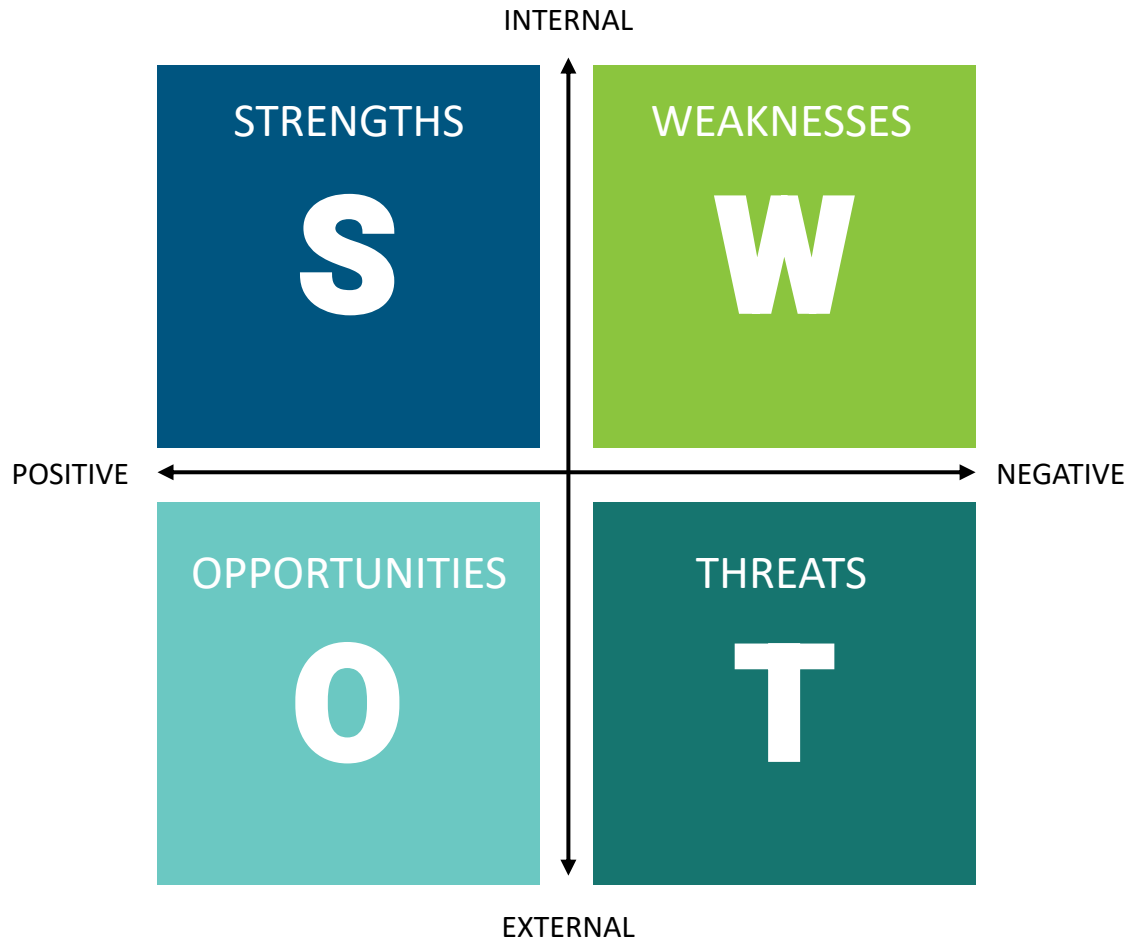 INTERNAL
STRENGTHS
S
WEAKNESSES
W
POSITIVE
NEGATIVE
OPPORTUNITIES
O
THREATS
T
EXTERNAL